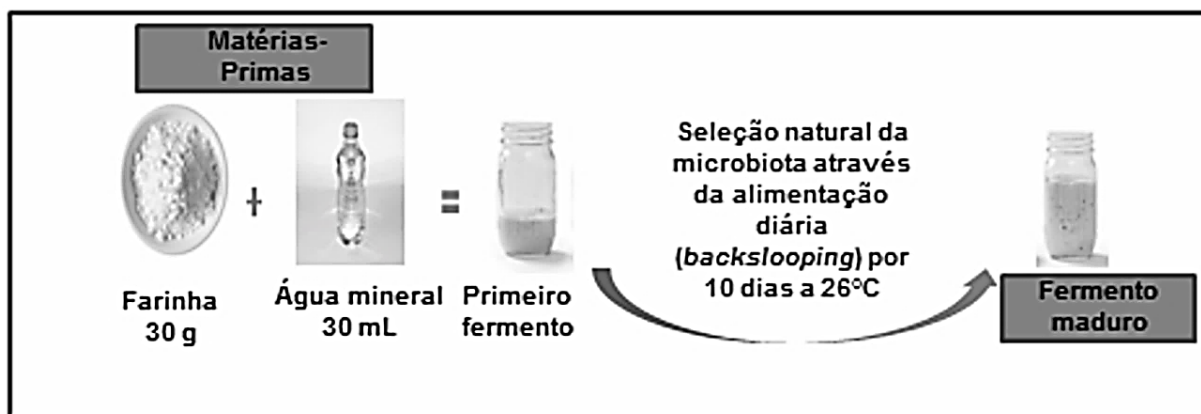 Matérias-
Primas
+
=
Farinha
30 g
Água mineral
30 mL
Primeiro
fermento
Seleção natural da
microbiota através
da alimentação
diária
(backslooping) por
10 dias a 26°C
Fermento
maduro